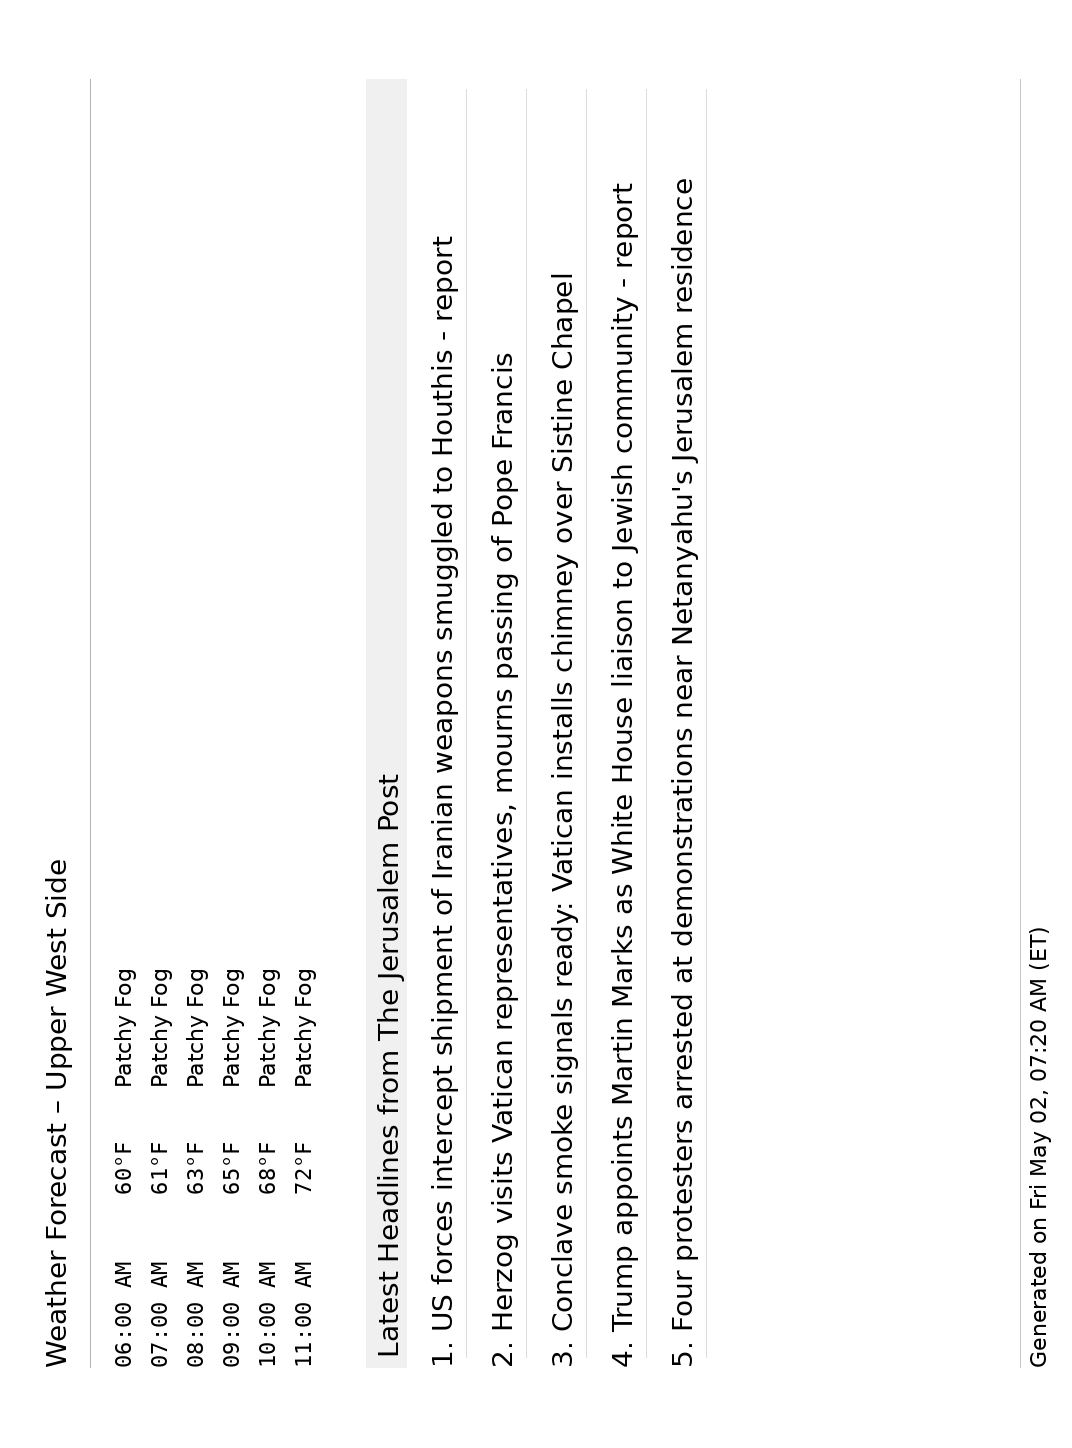 Weather Forecast – Upper West Side
06:00 AM 60°F Patchy Fog
07:00 AM 61°F Patchy Fog
08:00 AM 63°F Patchy Fog
09:00 AM 65°F Patchy Fog
10:00 AM 68°F Patchy Fog
11:00 AM 72°F Patchy Fog
Latest Headlines from The Jerusalem Post
1. US forces intercept shipment of Iranian weapons smuggled to Houthis - report
2. Herzog visits Vatican representatives, mourns passing of Pope Francis
3. Conclave smoke signals ready: Vatican installs chimney over Sistine Chapel
4. Trump appoints Martin Marks as White House liaison to Jewish community - report
5. Four protesters arrested at demonstrations near Netanyahu's Jerusalem residence
Generated on Fri May 02, 07:20 AM (ET)